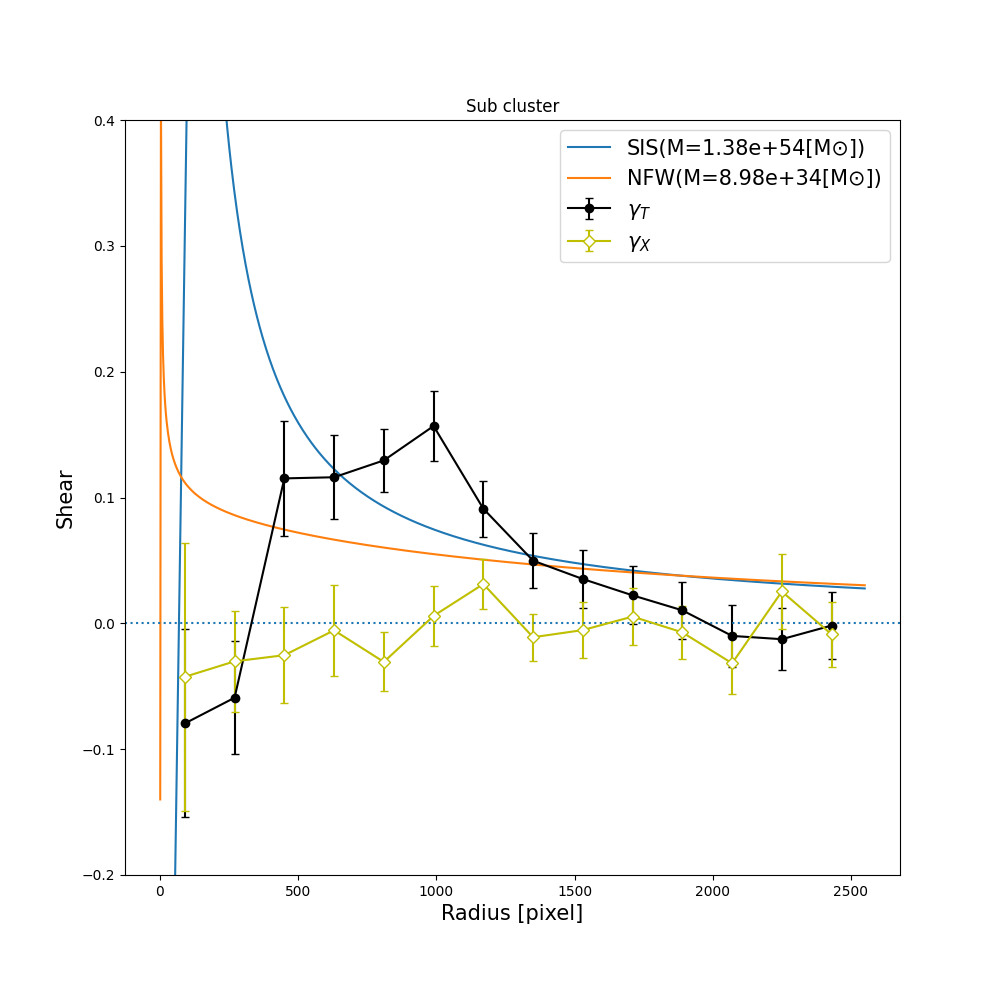 Sub cluster
SIS(M=1.38e+54[M⊙])
NFW(M=8.98e+34[M⊙])
γT
γX
Shear
0.4
0.3
0.2
0.1
0.0
−0.1
−0.2
0 500 1000 1500 2000 2500
Radius [pixel]